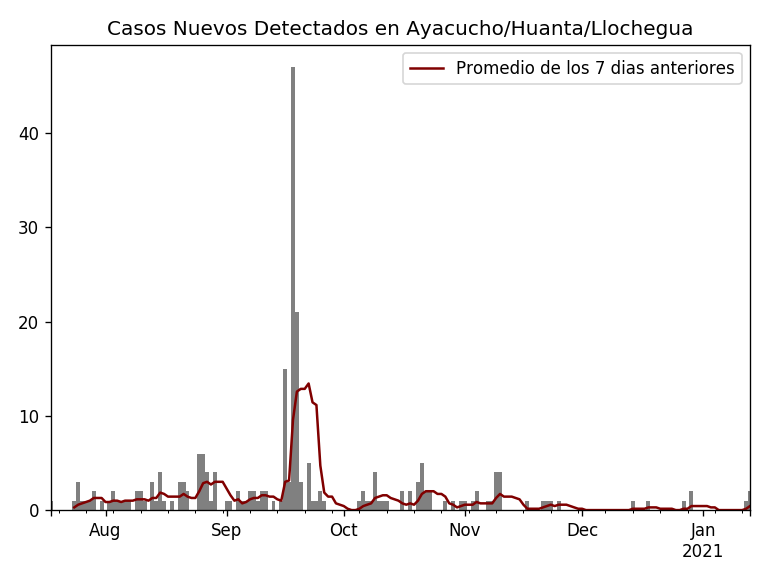 Casos Nuevos Detectados en Ayacucho/Huanta/Llochegua
Promedio de los 7 dias anteriores
40
30
20
10
0
Aug Sep Oct Nov Dec Jan
2021